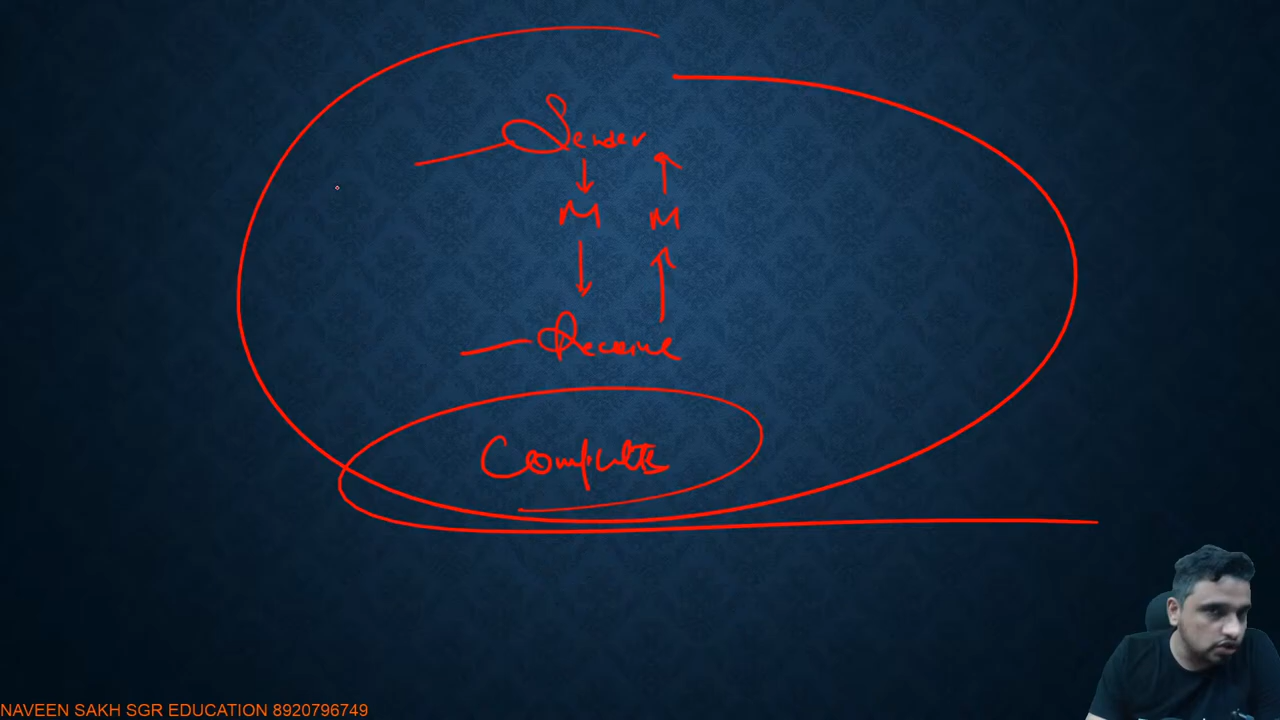 Sender
M M
Receive
Complete
NAVEEN SAKH SGR EDUCATION 8920796749